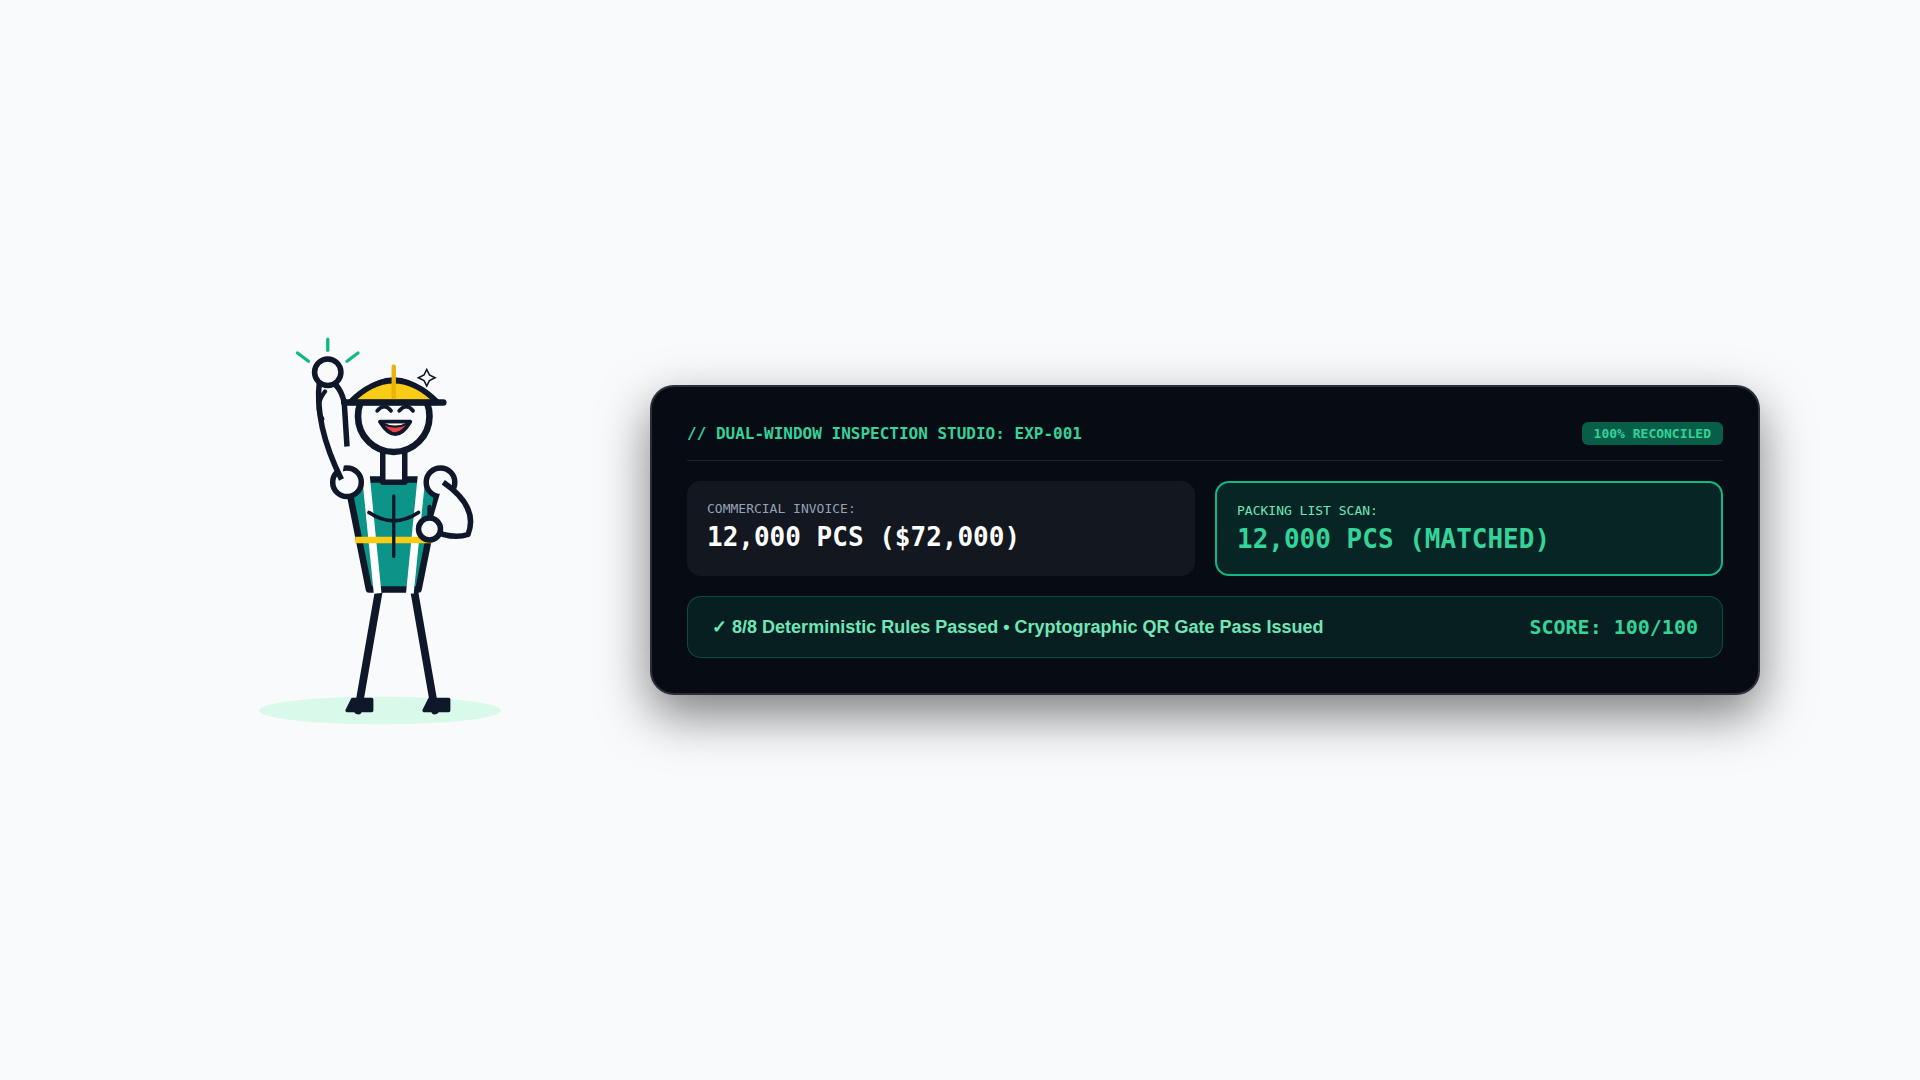 // DUAL-WINDOW INSPECTION STUDIO: EXP-001
100% RECONCILED
COMMERCIAL INVOICE:
12,000 PCS ($72,000)
PACKING LIST SCAN:
12,000 PCS (MATCHED)
✓ 8/8 Deterministic Rules Passed • Cryptographic QR Gate Pass Issued
SCORE: 100/100